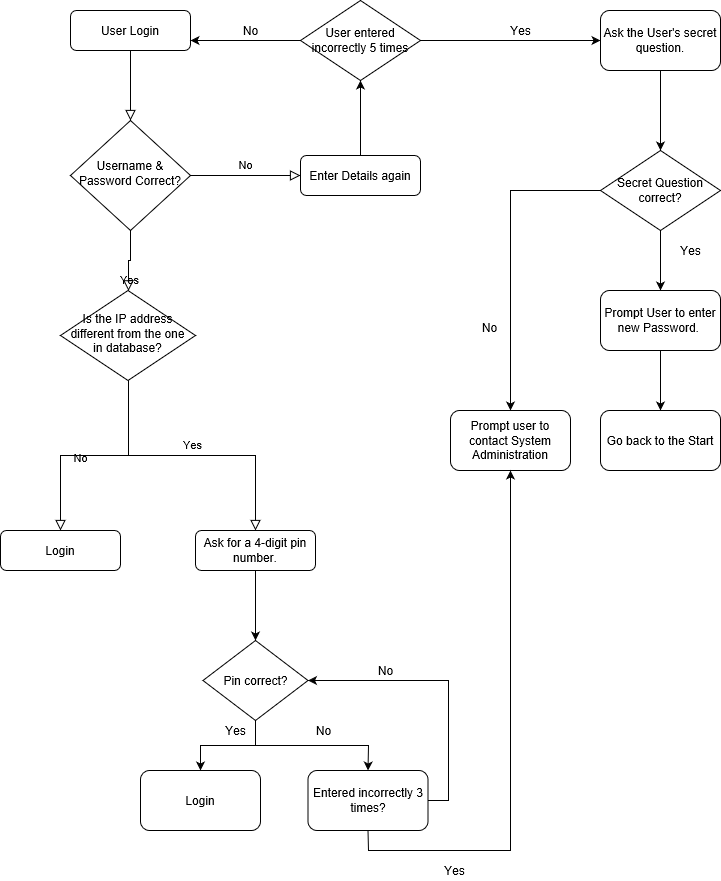 User Login
No
User entered
incorrectly 5 times
Yes
Ask the User's secret
question.
Username &
Password Correct?
No
Enter Details again
Secret Question
correct?
Yes
Yes
Is the IP address
different from the one
in database?
Prompt User to enter
new Password.
No
Prompt user to
contact System
Administration
Go back to the Start
No
Yes
Login
Ask for a 4-digit pin
number.
Pin correct?
No
Yes
No
Login
Entered incorrectly 3
times?
Yes